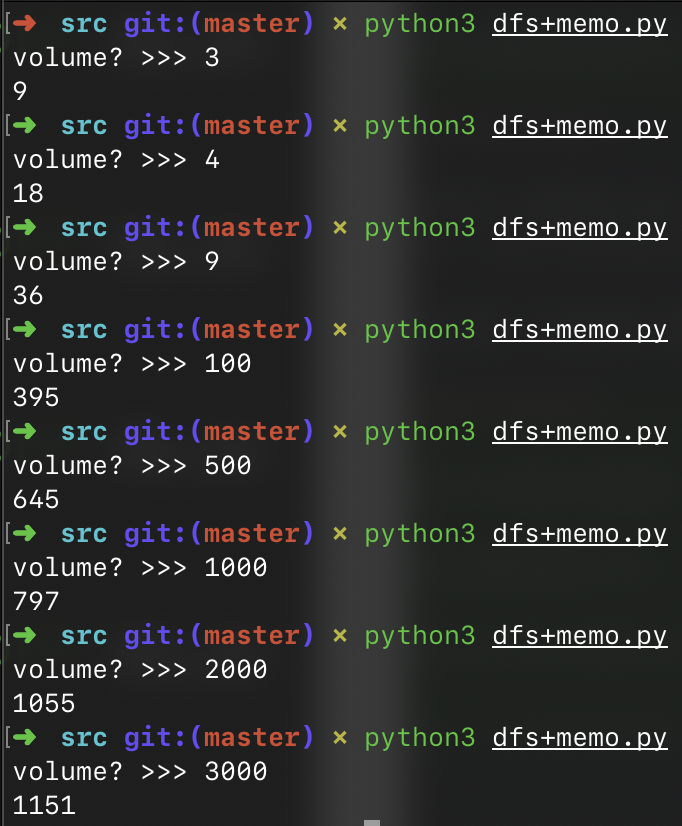 [➜ src git:(master) × python3 dfs+memo.py
volume? >>> 3
9
[➜ src git:(master) × python3 dfs+memo.py
volume? >>> 4
18
[➜ src git:(master) × python3 dfs+memo.py
volume? >>> 9
36
[➜ src git:(master) × python3 dfs+memo.py
volume? >>> 100
395
[➜ src git:(master) × python3 dfs+memo.py
volume? >>> 500
645
[➜ src git:(master) × python3 dfs+memo.py
volume? >>> 1000
797
[➜ src git:(master) × python3 dfs+memo.py
volume? >>> 2000
1055
[➜ src git:(master) × python3 dfs+memo.py
volume? >>> 3000
1151